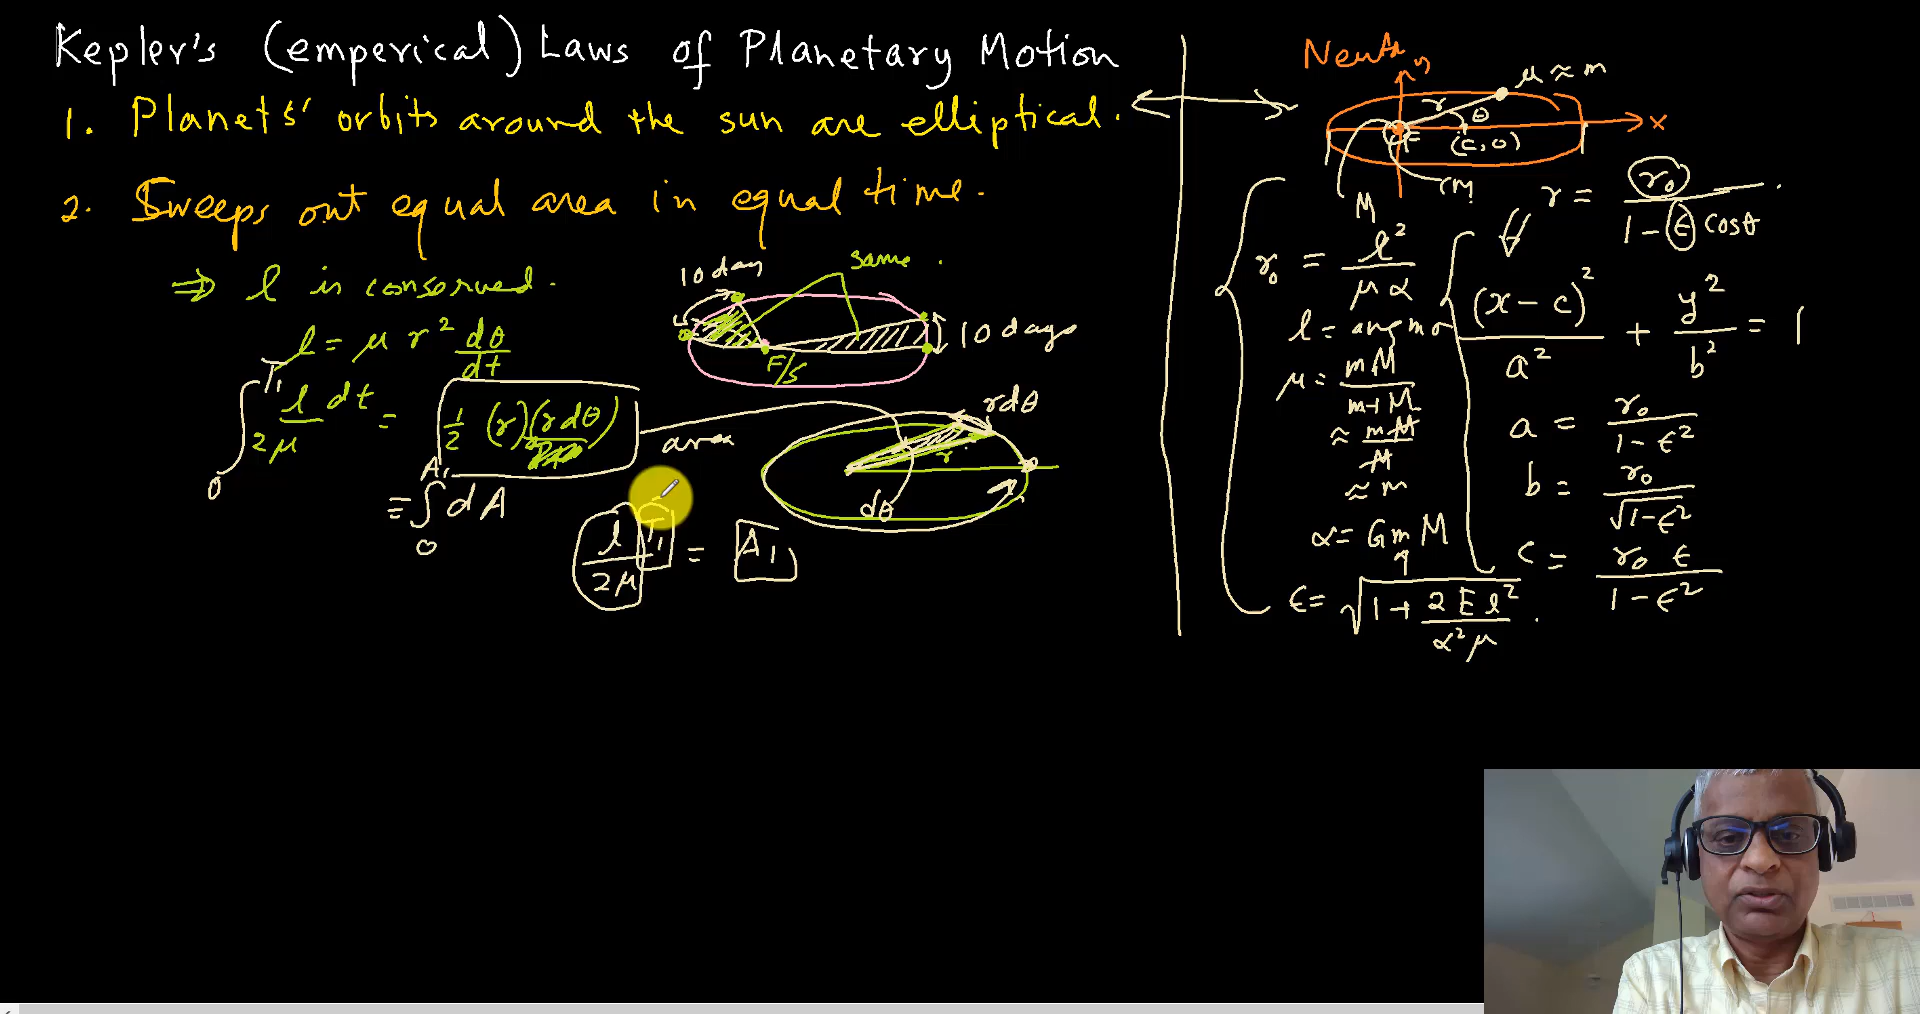 Kepler's (emperical) Laws of Planetary Motion
1. Planets' orbits around the sun are elliptical.
2. Sweeps out equal area in equal time.
⇒ l is conserved.
l = μ r² dθ/dt
∫₀^T₁ l/2μ dt = 1/2 (r)(r dθ)
area
= ∫₀^A₁ dA
l/2μ T₁ = A₁
10 day
same.
10 days
F/S
rdθ
r
dθ
y
μ ≈ m
r
θ
x
F
(c, 0)
cm
M
r = r₀ / (1 - ε cosθ)
r₀ = l² / μα
l = ang mo
μ = mM / m+M
≈ mM / M
≈ m
α = G m M
ε = √(1 + 2El² / α²μ).
(x - c)² / a² + y² / b² = 1
a = r₀ / (1 - ε²)
b = r₀ / √(1-ε²)
c = r₀ ε / (1 - ε²)